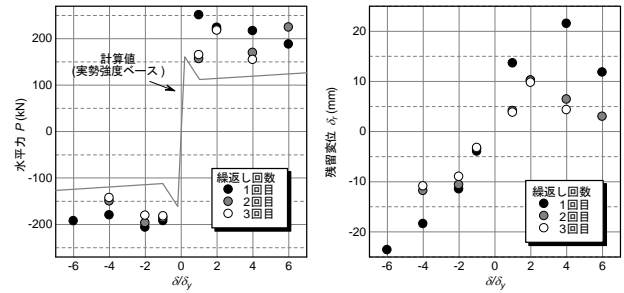 200
100
0
-100
-200
水平力 P (kN)
計算値
(実勢強度ベース)
繰返し回数
1回目
2回目
3回目
-6 -4 -2 0 2 4 6
δ/δy
25
20
10
0
-10
-20
-25
残留変位 δr (mm)
繰返し回数
1回目
2回目
3回目
-6 -4 -2 0 2 4 6
δ/δy